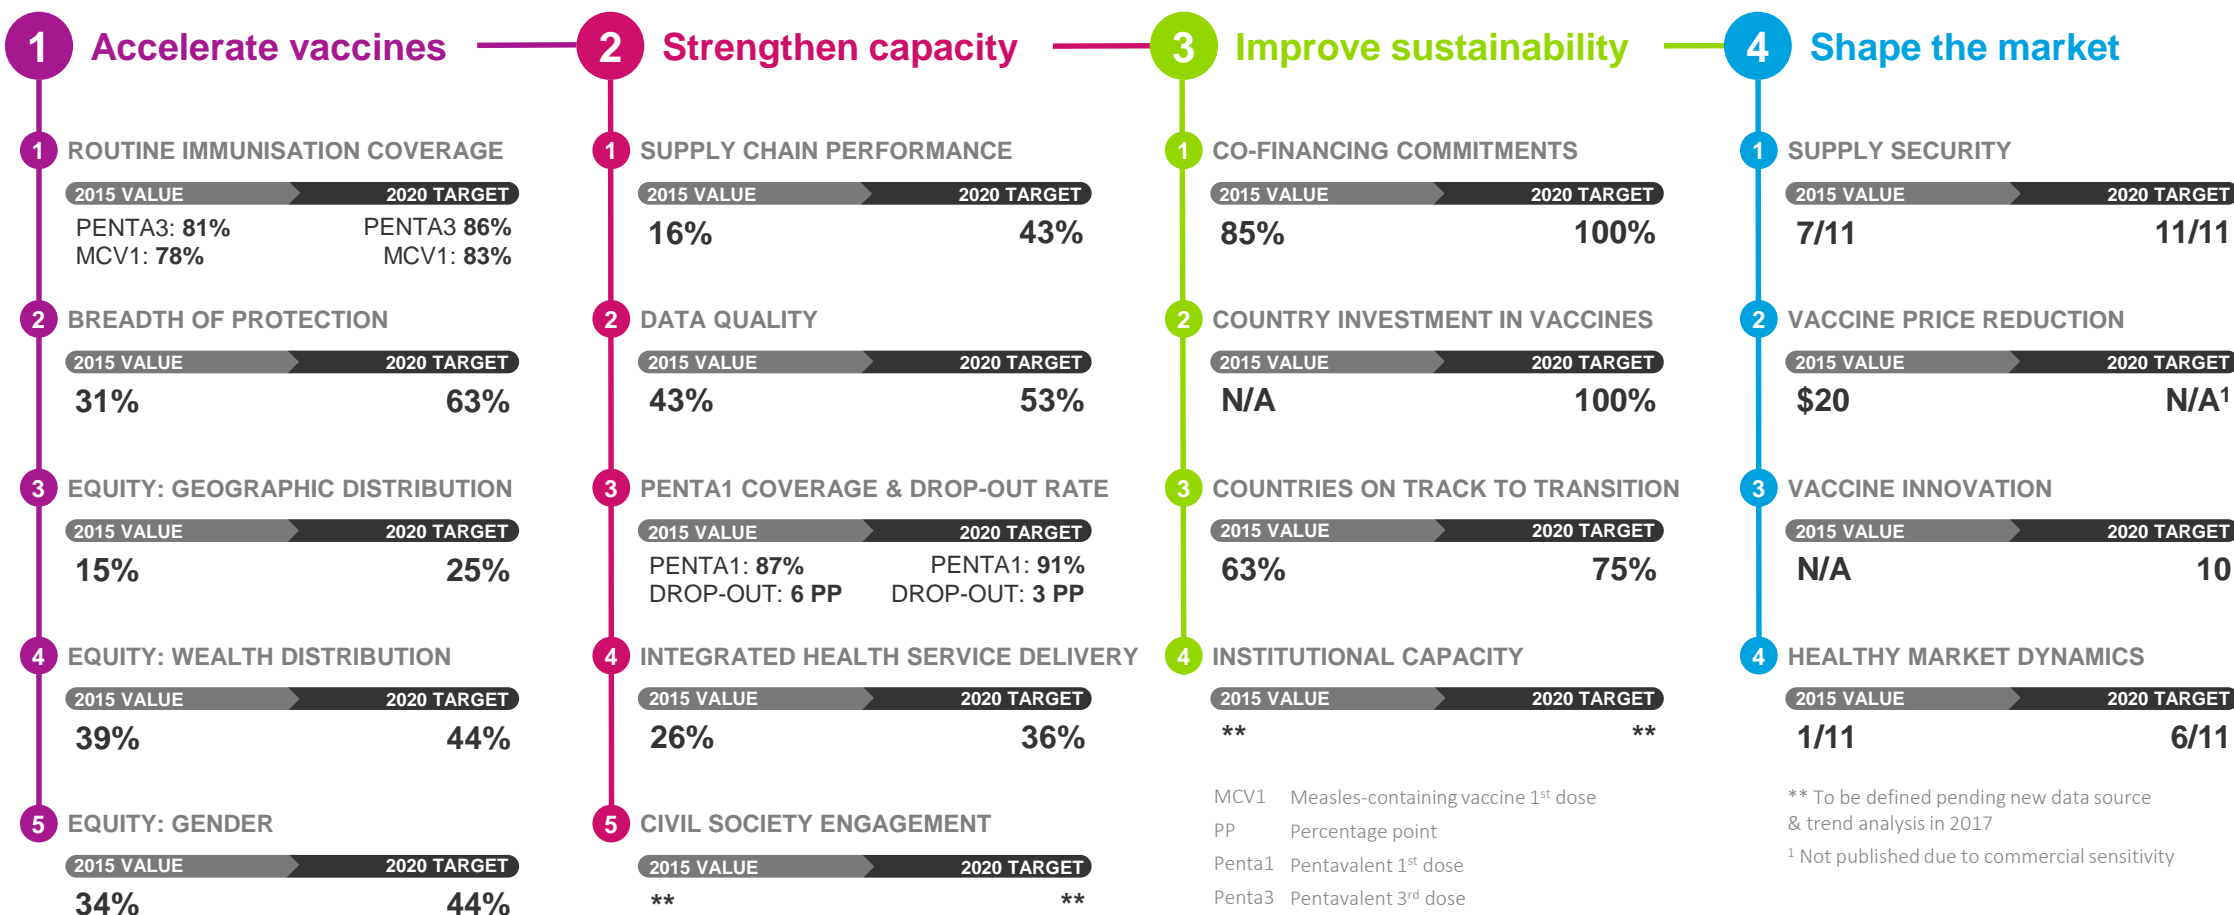 1 Accelerate vaccines
1 ROUTINE IMMUNISATION COVERAGE
2015 VALUE 2020 TARGET
PENTA3: 81% PENTA3 86%
MCV1: 78% MCV1: 83%
2 BREADTH OF PROTECTION
2015 VALUE 2020 TARGET
31% 63%
3 EQUITY: GEOGRAPHIC DISTRIBUTION
2015 VALUE 2020 TARGET
15% 25%
4 EQUITY: WEALTH DISTRIBUTION
2015 VALUE 2020 TARGET
39% 44%
5 EQUITY: GENDER
2015 VALUE 2020 TARGET
34% 44%
2 Strengthen capacity
1 SUPPLY CHAIN PERFORMANCE
2015 VALUE 2020 TARGET
16% 43%
2 DATA QUALITY
2015 VALUE 2020 TARGET
43% 53%
3 PENTA1 COVERAGE & DROP-OUT RATE
2015 VALUE 2020 TARGET
PENTA1: 87% PENTA1: 91%
DROP-OUT: 6 PP DROP-OUT: 3 PP
4 INTEGRATED HEALTH SERVICE DELIVERY
2015 VALUE 2020 TARGET
26% 36%
5 CIVIL SOCIETY ENGAGEMENT
2015 VALUE 2020 TARGET
** **
3 Improve sustainability
1 CO-FINANCING COMMITMENTS
2015 VALUE 2020 TARGET
85% 100%
2 COUNTRY INVESTMENT IN VACCINES
2015 VALUE 2020 TARGET
N/A 100%
3 COUNTRIES ON TRACK TO TRANSITION
2015 VALUE 2020 TARGET
63% 75%
4 INSTITUTIONAL CAPACITY
2015 VALUE 2020 TARGET
** **
MCV1 Measles-containing vaccine 1st dose
PP Percentage point
Penta1 Pentavalent 1st dose
Penta3 Pentavalent 3rd dose
4 Shape the market
1 SUPPLY SECURITY
2015 VALUE 2020 TARGET
7/11 11/11
2 VACCINE PRICE REDUCTION
2015 VALUE 2020 TARGET
$20 N/A1
3 VACCINE INNOVATION
2015 VALUE 2020 TARGET
N/A 10
4 HEALTHY MARKET DYNAMICS
2015 VALUE 2020 TARGET
1/11 6/11
** To be defined pending new data source
& trend analysis in 2017
1 Not published due to commercial sensitivity